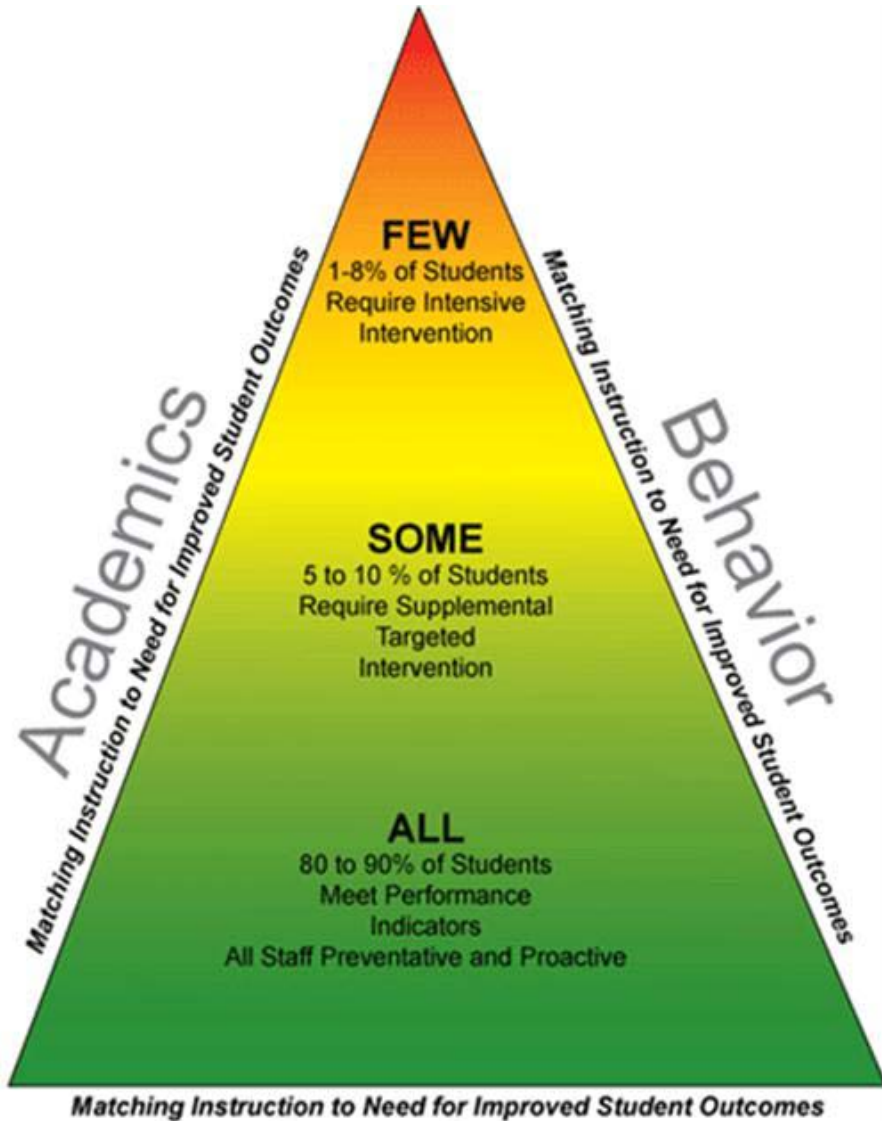 FEW
1-8% of Students
Require Intensive
Intervention
Academics
Matching Instruction to Need for Improved Student Outcomes
Matching Instruction to Need for Improved Student Outcomes
Behavior
SOME
5 to 10 % of Students
Require Supplemental
Targeted
Intervention
ALL
80 to 90% of Students
Meet Performance
Indicators
All Staff Preventative and Proactive
Matching Instruction to Need for Improved Student Outcomes